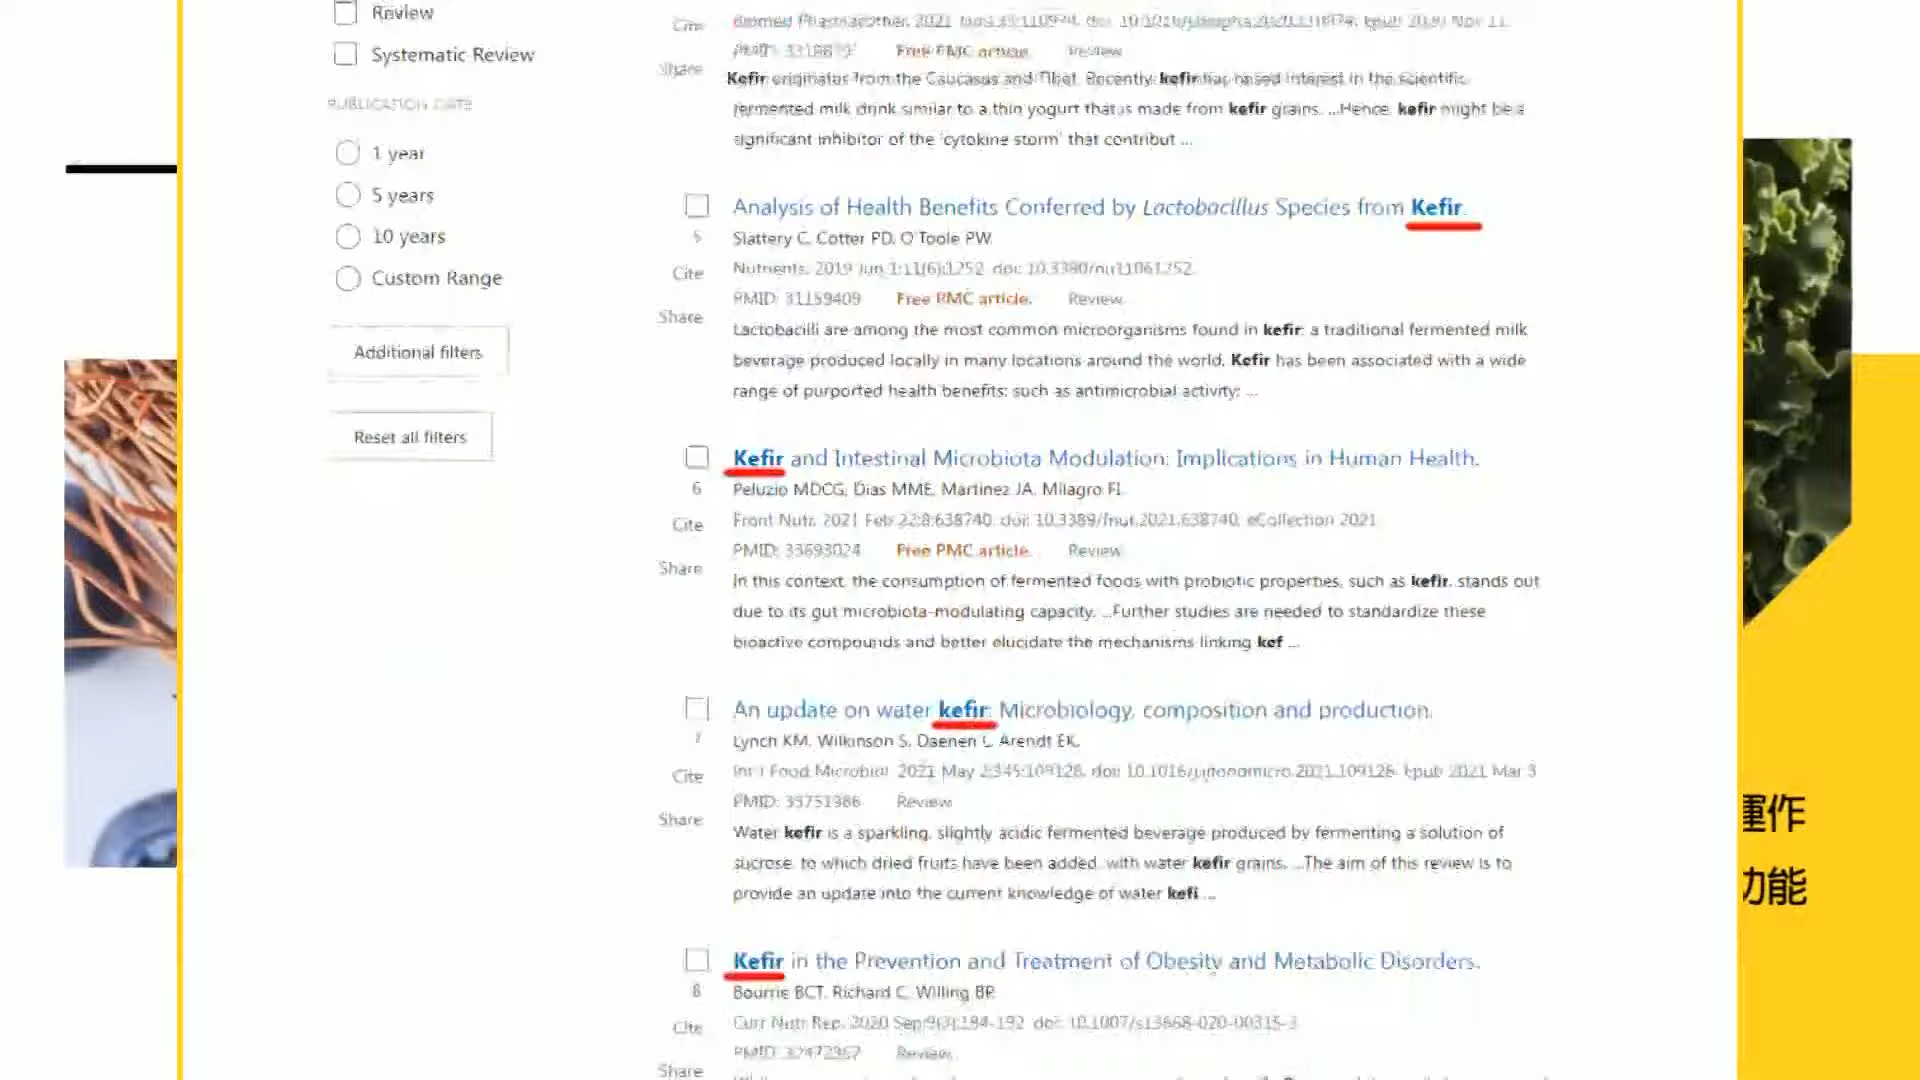 Review
Systematic Review
PUBLICATION DATE
1 year
5 years
10 years
Custom Range
Additional filters
Reset all filters
Cite
Share
Free PMC article. Review
Kefir originates from the Caucasus and Tibet. Recently kefir has raised interest in the scientific
fermented milk drink similar to a thin yogurt that is made from kefir grains. ...Hence, kefir might be a
significant inhibitor of the 'cytokine storm' that contribut ...
Analysis of Health Benefits Conferred by Lactobacillus Species from Kefir.
5
Slattery C, Cotter PD, O'Toole PW.
Cite
Nutrients. 2019 Jun 1;11(6):1252. doi: 10.3390/nu11061252.
PMID: 31159409 Free PMC article. Review.
Share
Lactobacilli are among the most common microorganisms found in kefir; a traditional fermented milk
beverage produced locally in many locations around the world. Kefir has been associated with a wide
range of purported health benefits; such as antimicrobial activity; ...
Kefir and Intestinal Microbiota Modulation: Implications in Human Health.
6
Peluzio MDCG, Dias MME, Martinez JA, Milagro FI.
Cite
Front Nutr. 2021 Feb 22;8:638740. doi: 10.3389/fnut.2021.638740. eCollection 2021.
PMID: 33693024 Free PMC article. Review.
Share
In this context, the consumption of fermented foods with probiotic properties, such as kefir, stands out
due to its gut microbiota-modulating capacity. ...Further studies are needed to standardize these
bioactive compounds and better elucidate the mechanisms linking kef ...
An update on water kefir: Microbiology, composition and production.
7
Lynch KM, Wilkinson S, Daenen L, Arendt EK.
Cite
Int J Food Microbiol. 2021 May 2;345:109128. doi: 10.1016/j.ijfoodmicro.2021.109128. Epub 2021 Mar 3.
PMID: 33751986 Review.
Share
Water kefir is a sparkling, slightly acidic fermented beverage produced by fermenting a solution of
sucrose, to which dried fruits have been added, with water kefir grains. ...The aim of this review is to
provide an update into the current knowledge of water kefi ...
Kefir in the Prevention and Treatment of Obesity and Metabolic Disorders.
8
Bourrie BCT, Richard C, Willing BP.
Cite
Curr Nutr Rep. 2020 Sep;9(3):184-192. doi: 10.1007/s13668-020-00315-3.
PMID: 32472367 Review.
Share
運作
功能